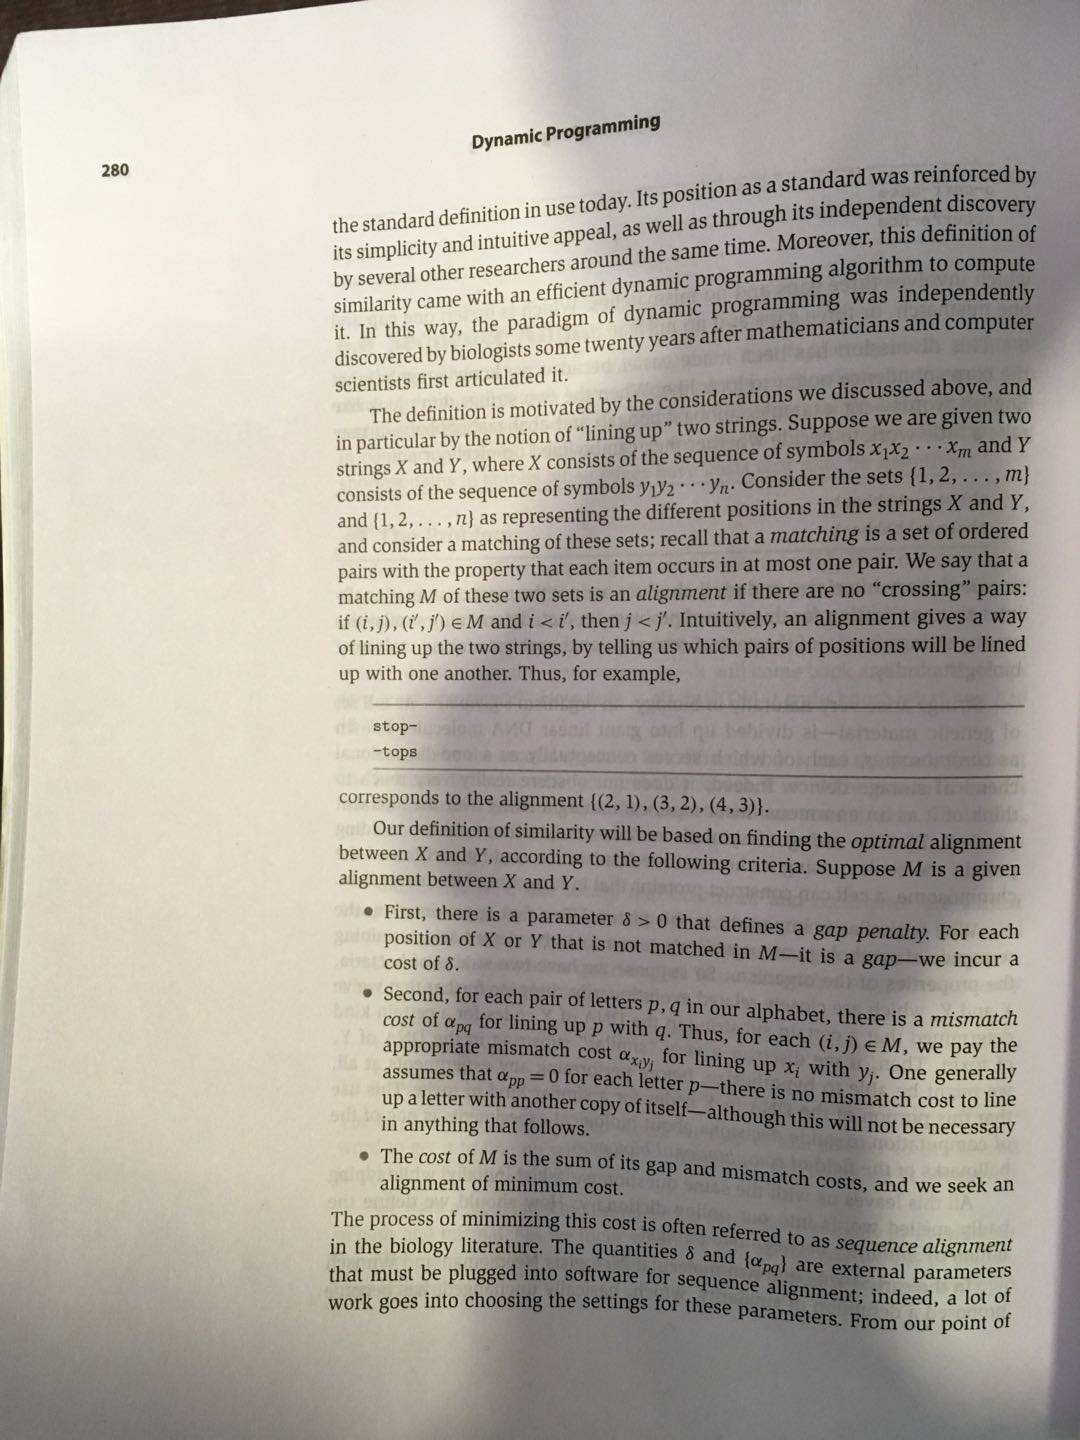 280
Dynamic Programming
the standard definition in use today. Its position as a standard was reinforced by
its simplicity and intuitive appeal, as well as through its independent discovery
by several other researchers around the same time. Moreover, this definition of
similarity came with an efficient dynamic programming algorithm to compute
it. In this way, the paradigm of dynamic programming was independently
discovered by biologists some twenty years after mathematicians and computer
scientists first articulated it.
The definition is motivated by the considerations we discussed above, and
in particular by the notion of “lining up” two strings. Suppose we are given two
strings X and Y, where X consists of the sequence of symbols x₁x₂ ··· xₘ and Y
consists of the sequence of symbols y₁y₂ ··· yₙ. Consider the sets {1, 2, . . . , m}
and {1, 2, . . . , n} as representing the different positions in the strings X and Y,
and consider a matching of these sets; recall that a matching is a set of ordered
pairs with the property that each item occurs in at most one pair. We say that a
matching M of these two sets is an alignment if there are no “crossing” pairs:
if (i, j), (i′, j′) ∈ M and i < i′, then j < j′. Intuitively, an alignment gives a way
of lining up the two strings, by telling us which pairs of positions will be lined
up with one another. Thus, for example,
stop-
-tops
corresponds to the alignment {(2, 1), (3, 2), (4, 3)}.
Our definition of similarity will be based on finding the optimal alignment
between X and Y, according to the following criteria. Suppose M is a given
alignment between X and Y.
• First, there is a parameter δ > 0 that defines a gap penalty. For each
position of X or Y that is not matched in M—it is a gap—we incur a
cost of δ.
• Second, for each pair of letters p, q in our alphabet, there is a mismatch
cost of α_pq for lining up p with q. Thus, for each (i, j) ∈ M, we pay the
appropriate mismatch cost α_{x_i y_j} for lining up x_i with y_j. One generally
assumes that α_pp = 0 for each letter p—there is no mismatch cost to line
up a letter with another copy of itself—although this will not be necessary
in anything that follows.
• The cost of M is the sum of its gap and mismatch costs, and we seek an
alignment of minimum cost.
The process of minimizing this cost is often referred to as sequence alignment
in the biology literature. The quantities δ and {α_pq} are external parameters
that must be plugged into software for sequence alignment; indeed, a lot of
work goes into choosing the settings for these parameters. From our point of